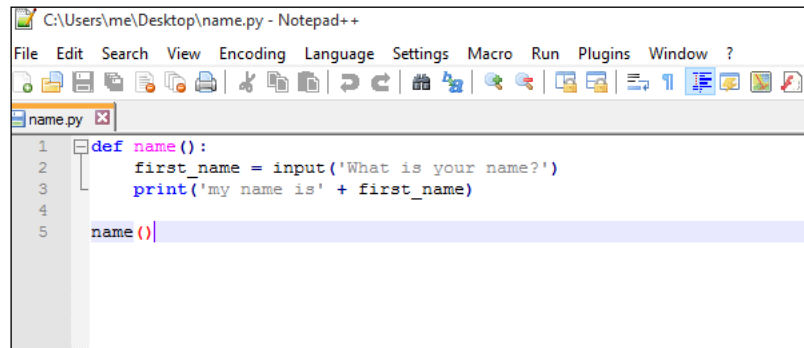 C:\Users\me\Desktop\name.py - Notepad++
File Edit Search View Encoding Language Settings Macro Run Plugins Window ?
name.py
1 def name():
2     first_name = input('What is your name?')
3     print('my name is' + first_name)
4
5 name()